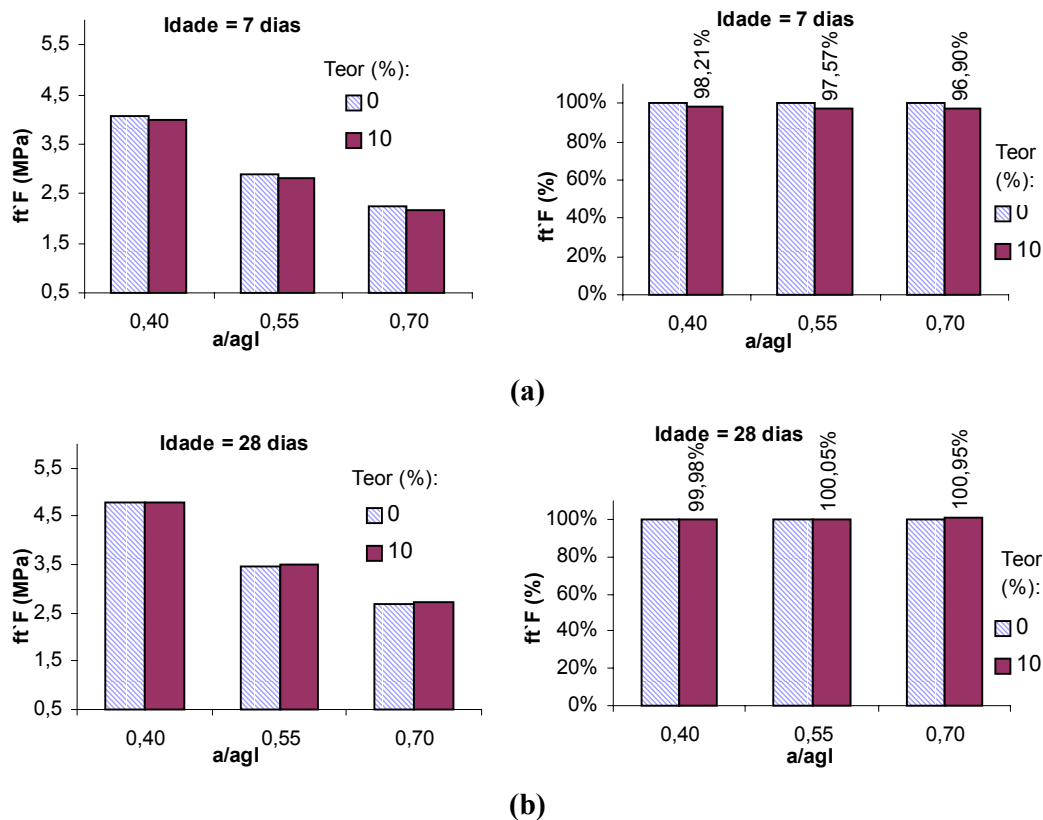 Idade = 7 dias
5,5
4,5
3,5
2,5
1,5
0,5
ft`F (MPa)
Teor (%):
0
10
0,40
0,55
0,70
a/agl
Idade = 7 dias
98,21%
97,57%
96,90%
100%
80%
60%
40%
20%
0%
ft`F (%)
Teor
(%):
0
10
0,40
0,55
0,70
a/agl
(a)
Idade = 28 dias
5,5
4,5
3,5
2,5
1,5
0,5
ft`F (MPa)
Teor (%):
0
10
0,40
0,55
0,70
a/agl
Idade = 28 dias
99,98%
100,05%
100,95%
100%
80%
60%
40%
20%
0%
ft`F (%)
Teor
(%):
0
10
0,40
0,55
0,70
a/agl
(b)